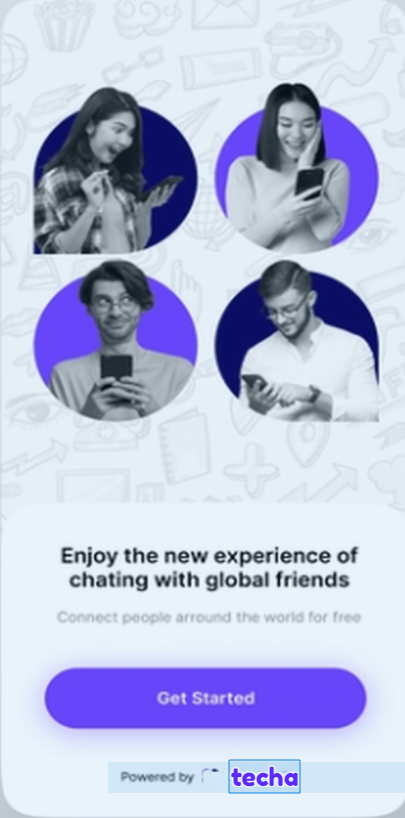 Enjoy the new experience of
chating with global friends
Connect people arround the world for free
Get Started
Powered by techa